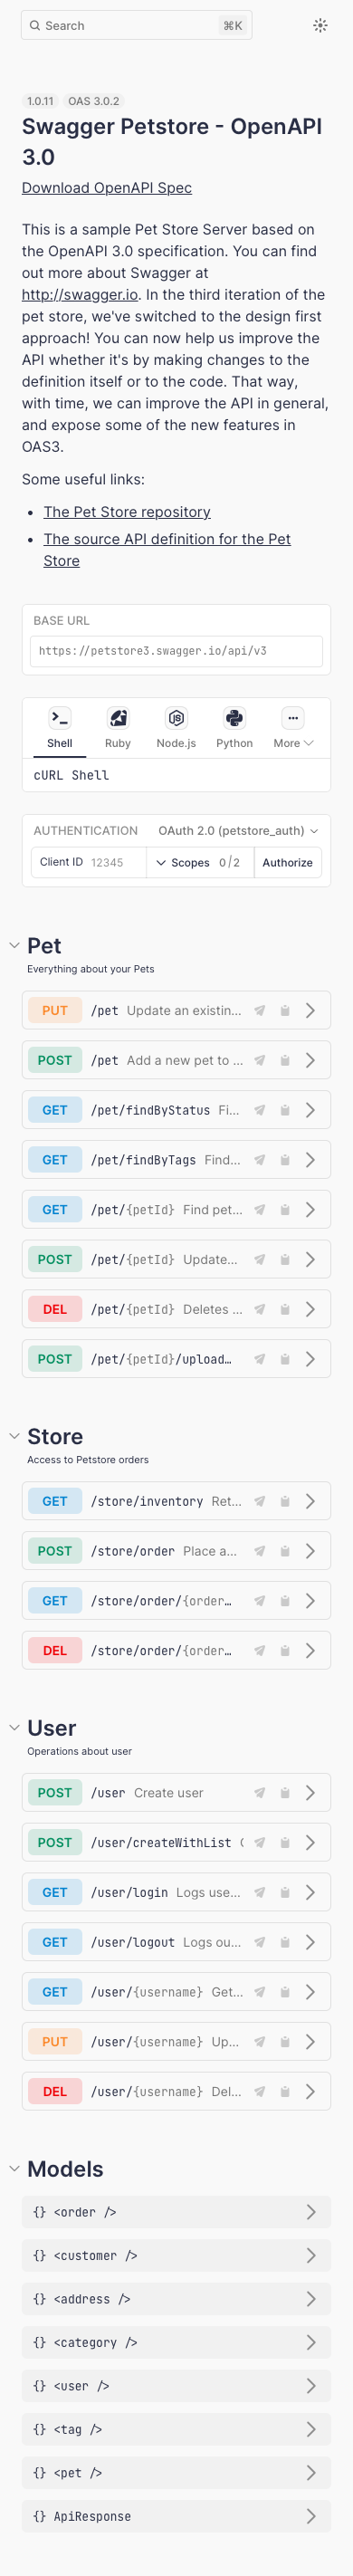 Search ⌘K
1.0.11 OAS 3.0.2
Swagger Petstore - OpenAPI
3.0
Download OpenAPI Spec
This is a sample Pet Store Server based on
the OpenAPI 3.0 specification. You can find
out more about Swagger at
http://swagger.io. In the third iteration of the
pet store, we've switched to the design first
approach! You can now help us improve the
API whether it's by making changes to the
definition itself or to the code. That way,
with time, we can improve the API in general,
and expose some of the new features in
OAS3.
Some useful links:
• The Pet Store repository
• The source API definition for the Pet
Store
BASE URL
https://petstore3.swagger.io/api/v3
Shell Ruby Node.js Python More
cURL Shell
AUTHENTICATION OAuth 2.0 (petstore_auth)
Client ID 12345 Scopes 0/2 Authorize
Pet
Everything about your Pets
PUT /pet Update an existin…
POST /pet Add a new pet to …
GET /pet/findByStatus Fi…
GET /pet/findByTags Find…
GET /pet/{petId} Find pet…
POST /pet/{petId} Update…
DEL /pet/{petId} Deletes …
POST /pet/{petId}/upload…
Store
Access to Petstore orders
GET /store/inventory Ret…
POST /store/order Place a…
GET /store/order/{order…
DEL /store/order/{order…
User
Operations about user
POST /user Create user
POST /user/createWithList
GET /user/login Logs use…
GET /user/logout Logs ou…
GET /user/{username} Get…
PUT /user/{username} Up…
DEL /user/{username} Del…
Models
{} <order />
{} <customer />
{} <address />
{} <category />
{} <user />
{} <tag />
{} <pet />
{} ApiResponse